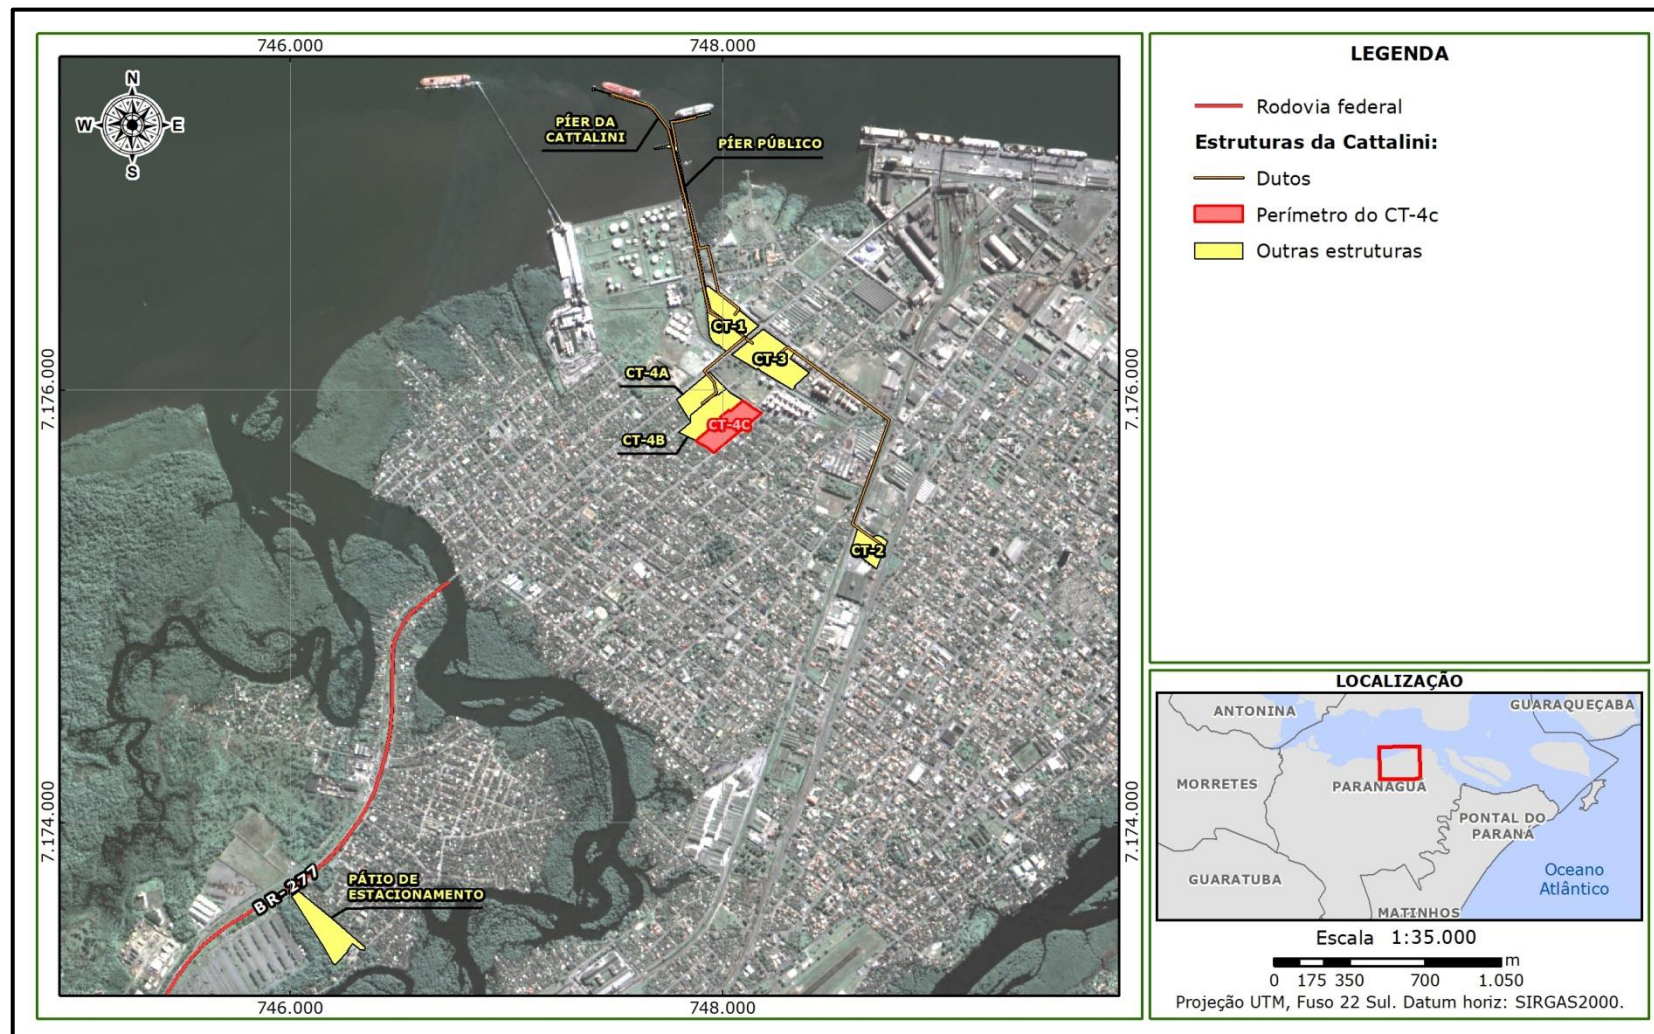 746.000
748.000
N
W
E
S
PÍER DA
CATTALINI
PÍER PÚBLICO
CT-1
CT-3
CT-4A
CT-4C
CT-4B
CT-2
7.176.000
7.176.000
7.174.000
7.174.000
BR-277
PÁTIO DE
ESTACIONAMENTO
746.000
748.000
LEGENDA
Rodovia federal
Estruturas da Cattalini:
Dutos
Perímetro do CT-4c
Outras estruturas
LOCALIZAÇÃO
ANTONINA
GUARAQUEÇABA
MORRETES
PARANAGUÁ
PONTAL DO
PARANÁ
GUARATUBA
Oceano
Atlântico
MATINHOS
Escala 1:35.000
m
0 175 350 700 1.050
Projeção UTM, Fuso 22 Sul. Datum horiz: SIRGAS2000.